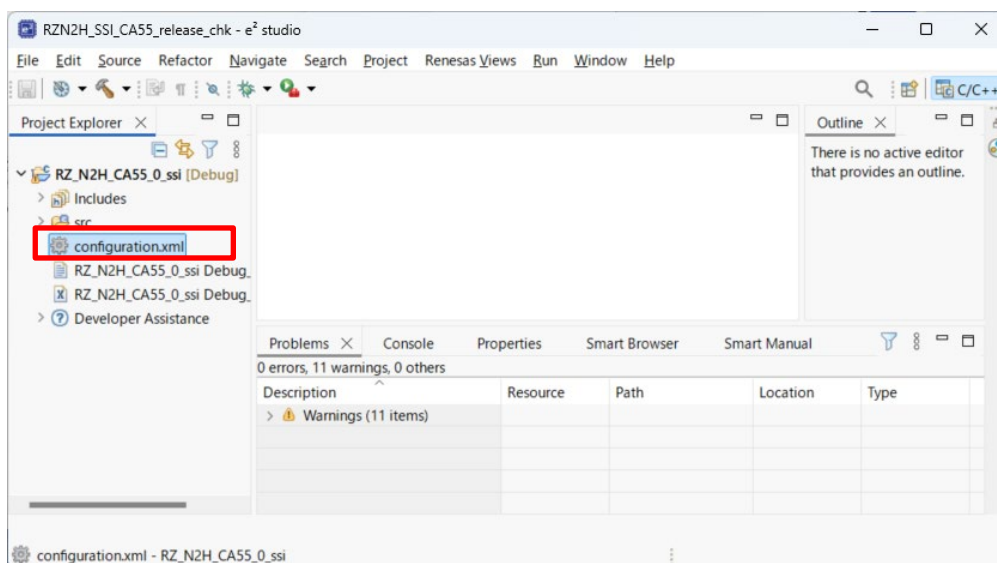 RZN2H_SSI_CA55_release_chk - e² studio
File Edit Source Refactor Navigate Search Project Renesas Views Run Window Help
C/C++
Project Explorer
Outline
RZ_N2H_CA55_0_ssi [Debug]
Includes
src
configuration.xml
RZ_N2H_CA55_0_ssi Debug_
RZ_N2H_CA55_0_ssi Debug_
Developer Assistance
There is no active editor
that provides an outline.
Problems Console Properties Smart Browser Smart Manual
0 errors, 11 warnings, 0 others
Description Resource Path Location Type
Warnings (11 items)
configuration.xml - RZ_N2H_CA55_0_ssi